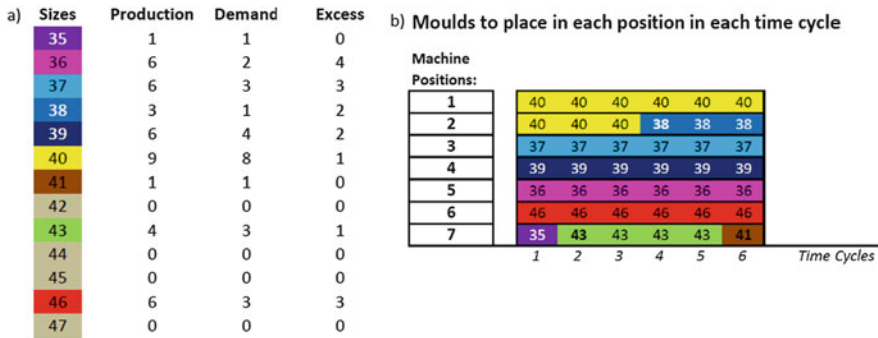 a) Sizes Production Demand Excess
35 1 1 0
36 6 2 4
37 6 3 3
38 3 1 2
39 6 4 2
40 9 8 1
41 1 1 0
42 0 0 0
43 4 3 1
44 0 0 0
45 0 0 0
46 6 3 3
47 0 0 0
b) Moulds to place in each position in each time cycle
Machine
Positions:
1 40 40 40 40 40 40
2 40 40 40 38 38 38
3 37 37 37 37 37 37
4 39 39 39 39 39 39
5 36 36 36 36 36 36
6 46 46 46 46 46 46
7 35 43 43 43 43 41
1 2 3 4 5 6 Time Cycles